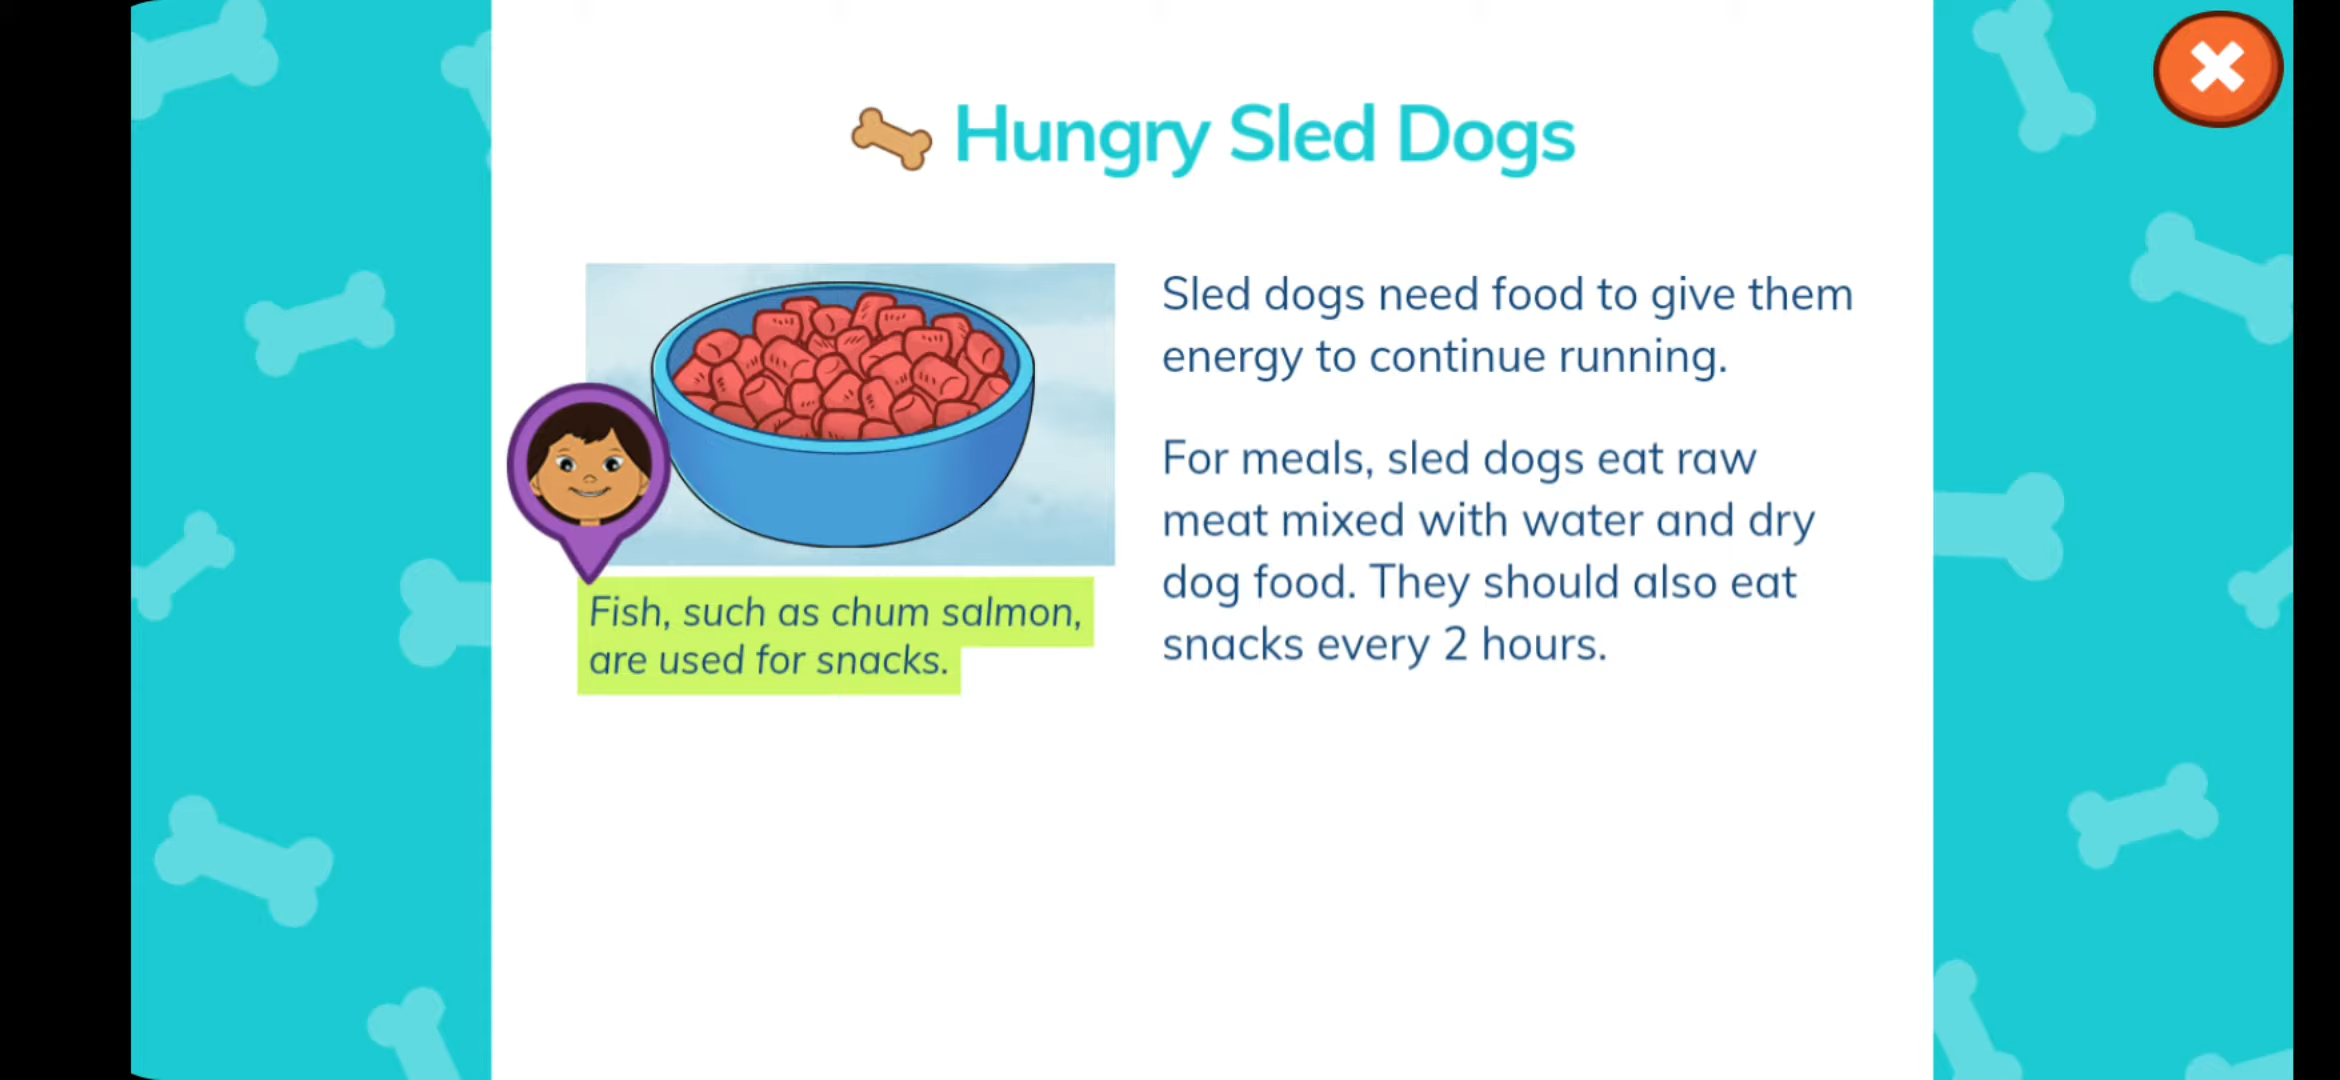 Hungry Sled Dogs
Fish, such as chum salmon,
are used for snacks.
Sled dogs need food to give them
energy to continue running.
For meals, sled dogs eat raw
meat mixed with water and dry
dog food. They should also eat
snacks every 2 hours.